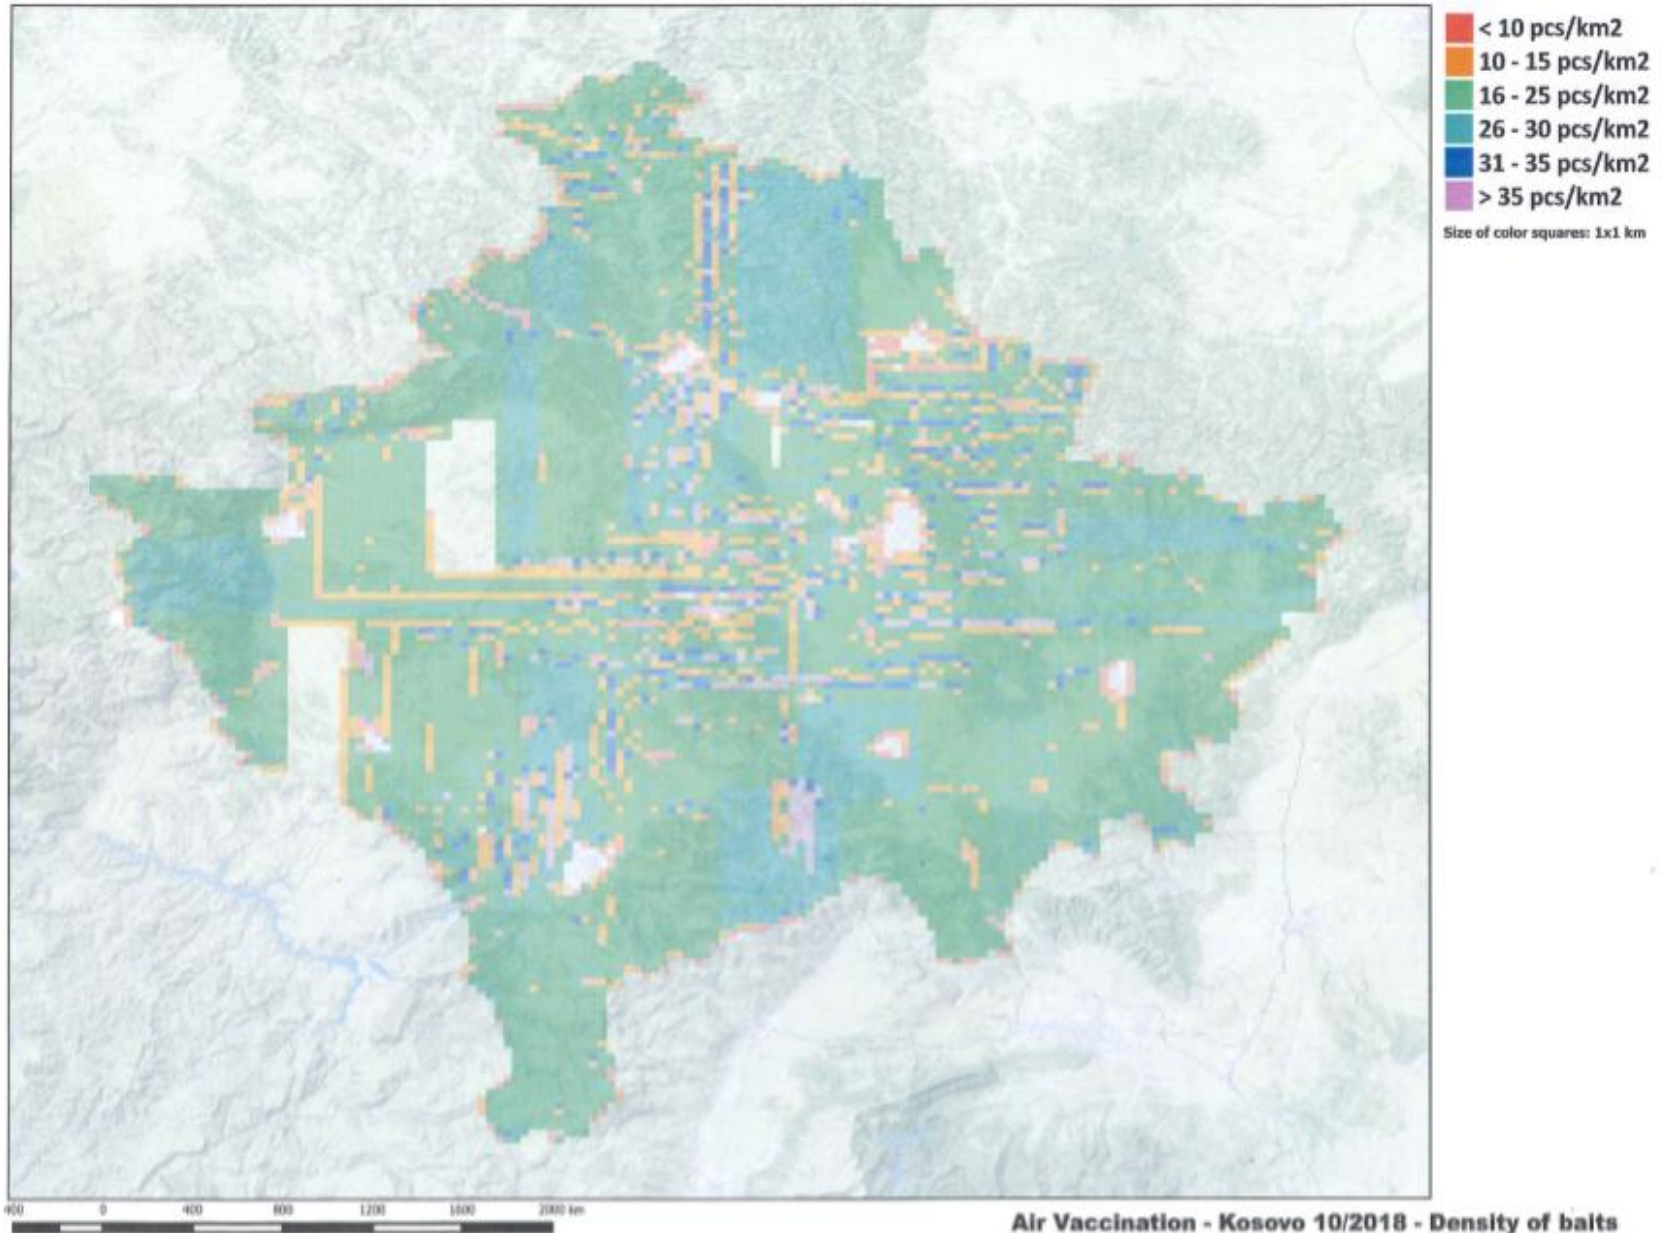 < 10 pcs/km2
10 - 15 pcs/km2
16 - 25 pcs/km2
26 - 30 pcs/km2
31 - 35 pcs/km2
> 35 pcs/km2
Size of color squares: 1x1 km
400 0 400 800 1200 1600 2000 km
Air Vaccination - Kosovo 10/2018 - Density of baits